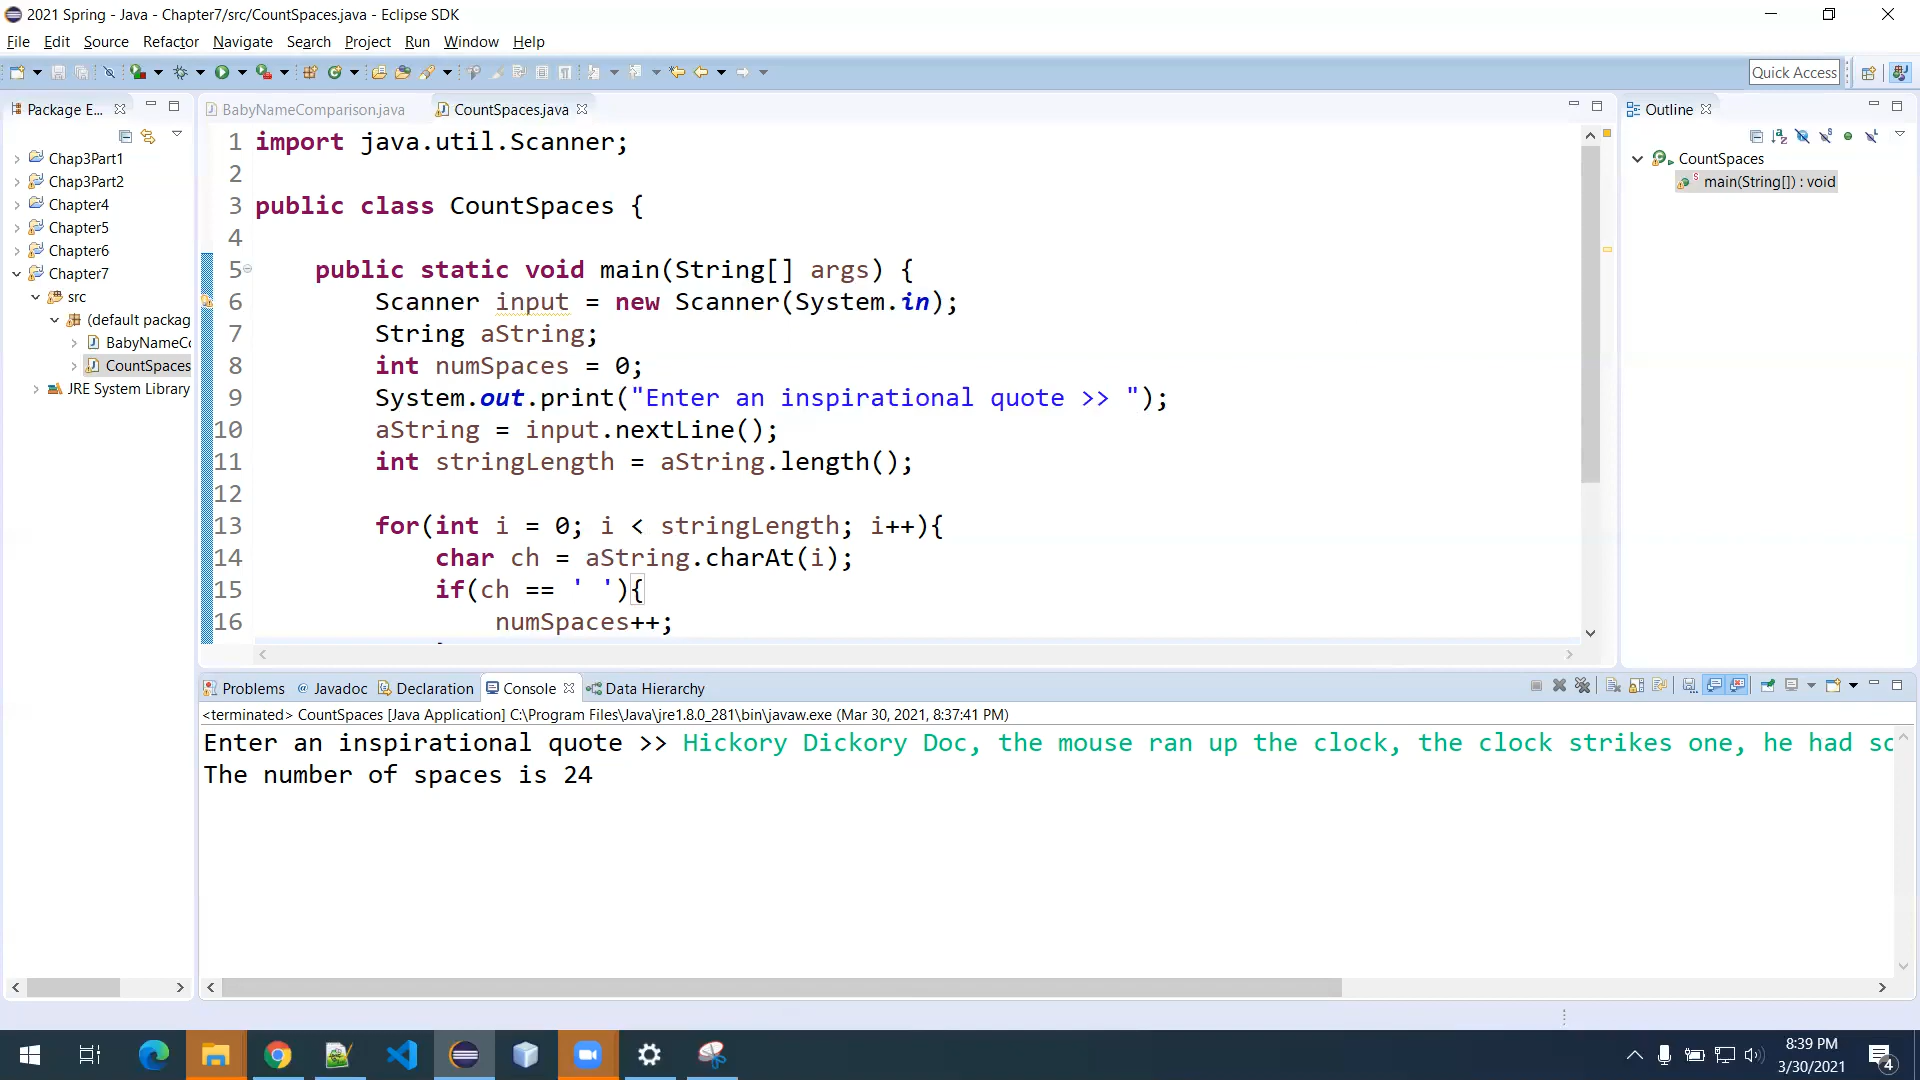 2021 Spring - Java - Chapter7/src/CountSpaces.java - Eclipse SDK
File Edit Source Refactor Navigate Search Project Run Window Help
Quick Access
Package E...
BabyNameComparison.java
CountSpaces.java
Outline
Chap3Part1
Chap3Part2
Chapter4
Chapter5
Chapter6
Chapter7
src
(default packag
BabyNameCo
CountSpaces
JRE System Library
1 import java.util.Scanner;
2
3 public class CountSpaces {
4
5 public static void main(String[] args) {
6 Scanner input = new Scanner(System.in);
7 String aString;
8 int numSpaces = 0;
9 System.out.print("Enter an inspirational quote >> ");
10 aString = input.nextLine();
11 int stringLength = aString.length();
12
13 for(int i = 0; i < stringLength; i++){
14 char ch = aString.charAt(i);
15 if(ch == ' '){
16 numSpaces++;
CountSpaces
main(String[]) : void
Problems @ Javadoc Declaration Console Data Hierarchy
<terminated> CountSpaces [Java Application] C:\Program Files\Java\jre1.8.0_281\bin\javaw.exe (Mar 30, 2021, 8:37:41 PM)
Enter an inspirational quote >> Hickory Dickory Doc, the mouse ran up the clock, the clock strikes one, he had sc
The number of spaces is 24
8:39 PM
3/30/2021
4